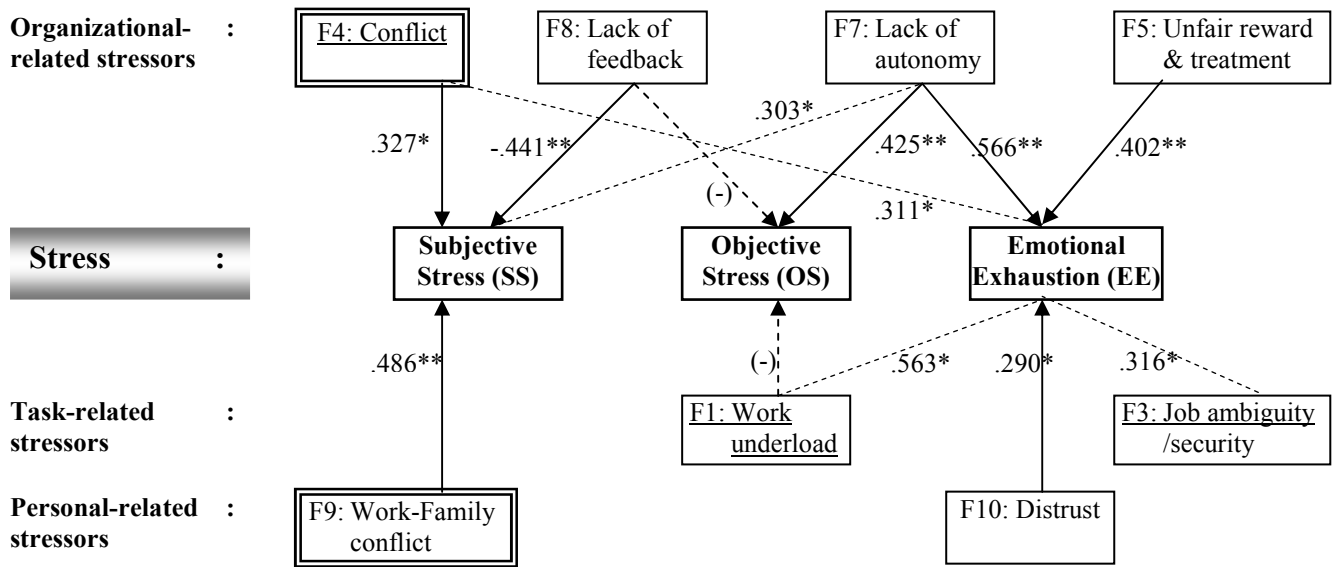 Organizational- :
related stressors
F4: Conflict
F8: Lack of
feedback
F7: Lack of
autonomy
F5: Unfair reward
& treatment
.327*
-.441**
.303*
.425**
.566**
.402**
(-)
.311*
Stress :
Subjective
Stress (SS)
Objective
Stress (OS)
Emotional
Exhaustion (EE)
.486**
(-)
.563*
.290*
.316*
Task-related :
stressors
F1: Work
underload
F3: Job ambiguity
/security
Personal-related :
stressors
F9: Work-Family
conflict
F10: Distrust